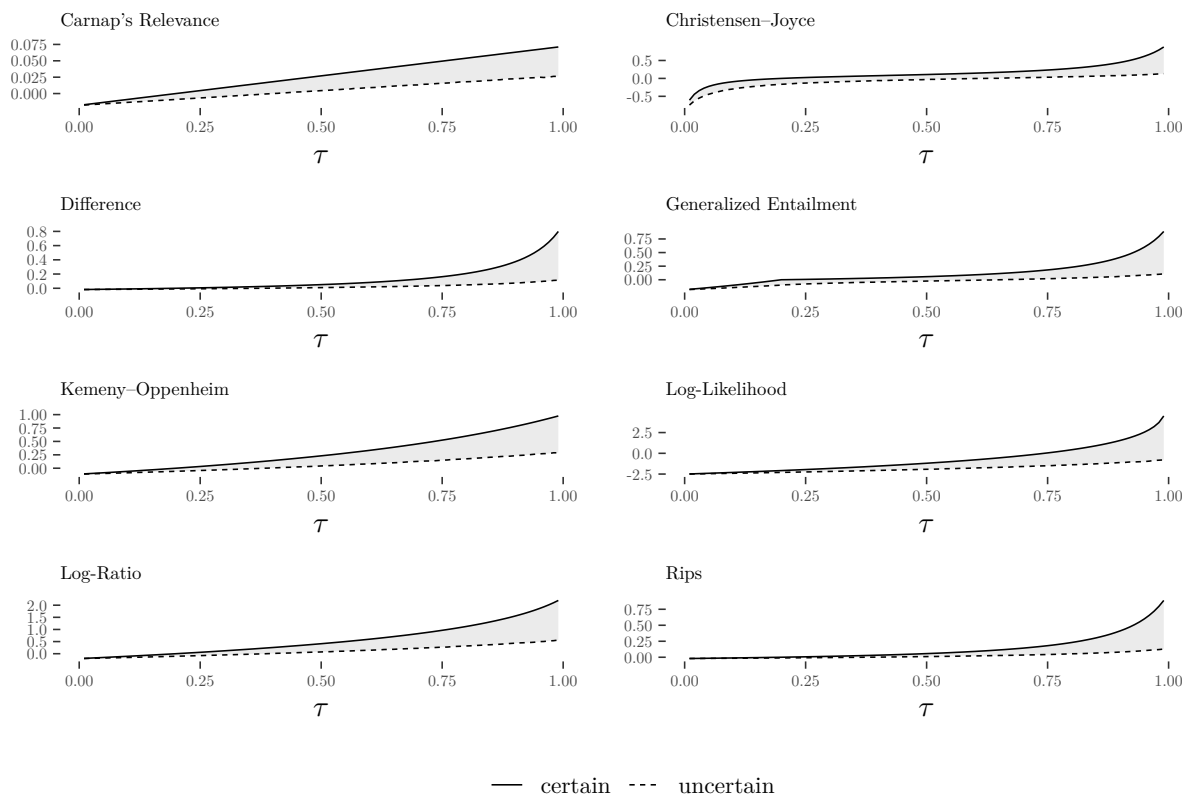 Carnap's Relevance
0.075
0.050
0.025
0.000
0.00 0.25 0.50 0.75 1.00
τ
Christensen–Joyce
0.5
0.0
-0.5
0.00 0.25 0.50 0.75 1.00
τ
Difference
0.8
0.6
0.4
0.2
0.0
0.00 0.25 0.50 0.75 1.00
τ
Generalized Entailment
0.75
0.50
0.25
0.00
0.00 0.25 0.50 0.75 1.00
τ
Kemeny–Oppenheim
1.00
0.75
0.50
0.25
0.00
0.00 0.25 0.50 0.75 1.00
τ
Log-Likelihood
2.5
0.0
-2.5
0.00 0.25 0.50 0.75 1.00
τ
Log-Ratio
2.0
1.5
1.0
0.5
0.0
0.00 0.25 0.50 0.75 1.00
τ
Rips
0.75
0.50
0.25
0.00
0.00 0.25 0.50 0.75 1.00
τ
certain uncertain